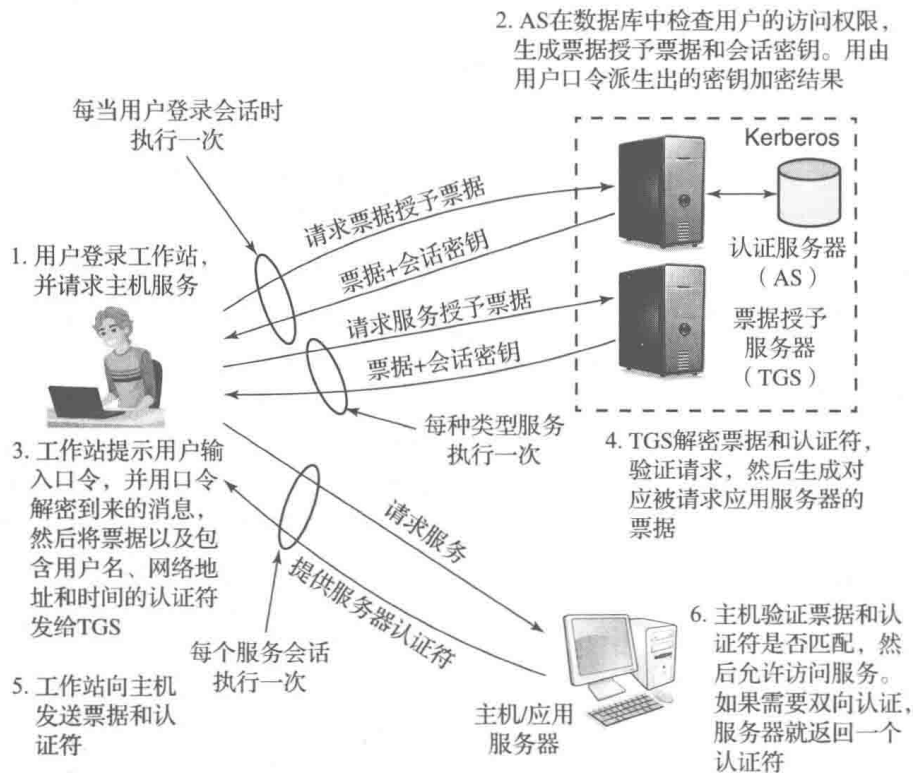 2. AS在数据库中检查用户的访问权限，
生成票据授予票据和会话密钥。用由
用户口令派生出的密钥加密结果
每当用户登录会话时
执行一次
Kerberos
请求票据授予票据
1. 用户登录工作站，
并请求主机服务
票据+会话密钥
认证服务器
（AS）
请求服务授予票据
票据授予
服务器
（TGS）
票据+会话密钥
每种类型服务
执行一次
3. 工作站提示用户输
入口令，并用口令
解密到来的消息，
然后将票据以及包
含用户名、网络地
址和时间的认证符
发给TGS
4. TGS解密票据和认证符，
验证请求，然后生成对
应被请求应用服务器的
票据
请求服务
提供服务器认证符
每个服务会话
执行一次
5. 工作站向主机
发送票据和认
证符
主机/应用
服务器
6. 主机验证票据和认
证符是否匹配，然
后允许访问服务。
如果需要双向认证，
服务器就返回一个
认证符